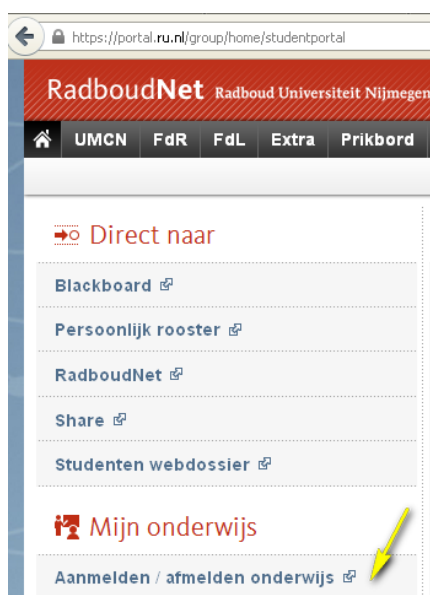 https://portal.ru.nl/group/home/studentportal
RadboudNet Radboud Universiteit Nijmegen
UMCN FdR FdL Extra Prikbord
Direct naar
Blackboard
Persoonlijk rooster
RadboudNet
Share
Studenten webdossier
Mijn onderwijs
Aanmelden / afmelden onderwijs